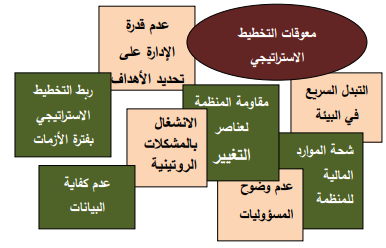 معوقات التخطيط
الاستراتيجي
عدم قدرة
الإدارة على
تحديد الأهداف
التبدل السريع
في البيئة
ربط التخطيط
الاستراتيجي
بفترة الأزمات
مقاومة المنظمة
لعناصر
التغيير
الانشغال
بالمشكلات
الروتينية
شحة الموارد
المالية
للمنظمة
عدم كفاية
البيانات
عدم وضوح
المسؤوليات